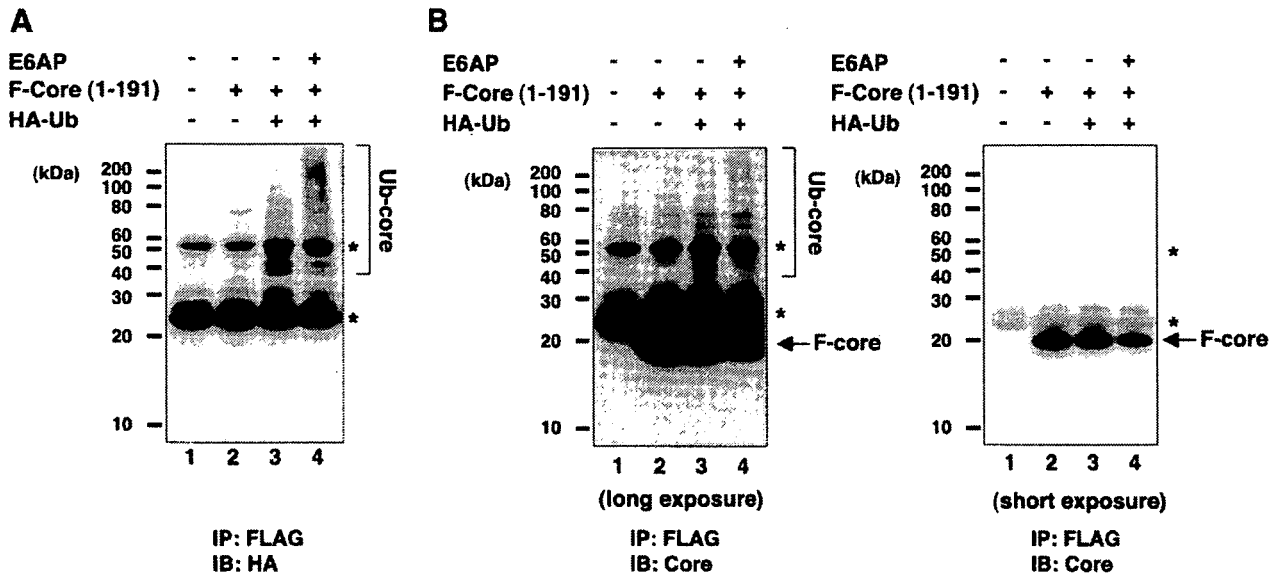 A
E6AP - - - +
F-Core (1-191) - + + +
HA-Ub - - + +
(kDa)
200
100
80
60
50
40
30
20
10
Ub-core
*
*
1 2 3 4
IP: FLAG
IB: HA
B
E6AP - - - +
F-Core (1-191) - + + +
HA-Ub - - + +
(kDa)
200
100
80
60
50
40
30
20
10
Ub-core
*
*
F-core
1 2 3 4
(long exposure)
IP: FLAG
IB: Core
E6AP - - - +
F-Core (1-191) - + + +
HA-Ub - - + +
(kDa)
200
100
80
60
50
40
30
20
10
*
*
F-core
1 2 3 4
(short exposure)
IP: FLAG
IB: Core